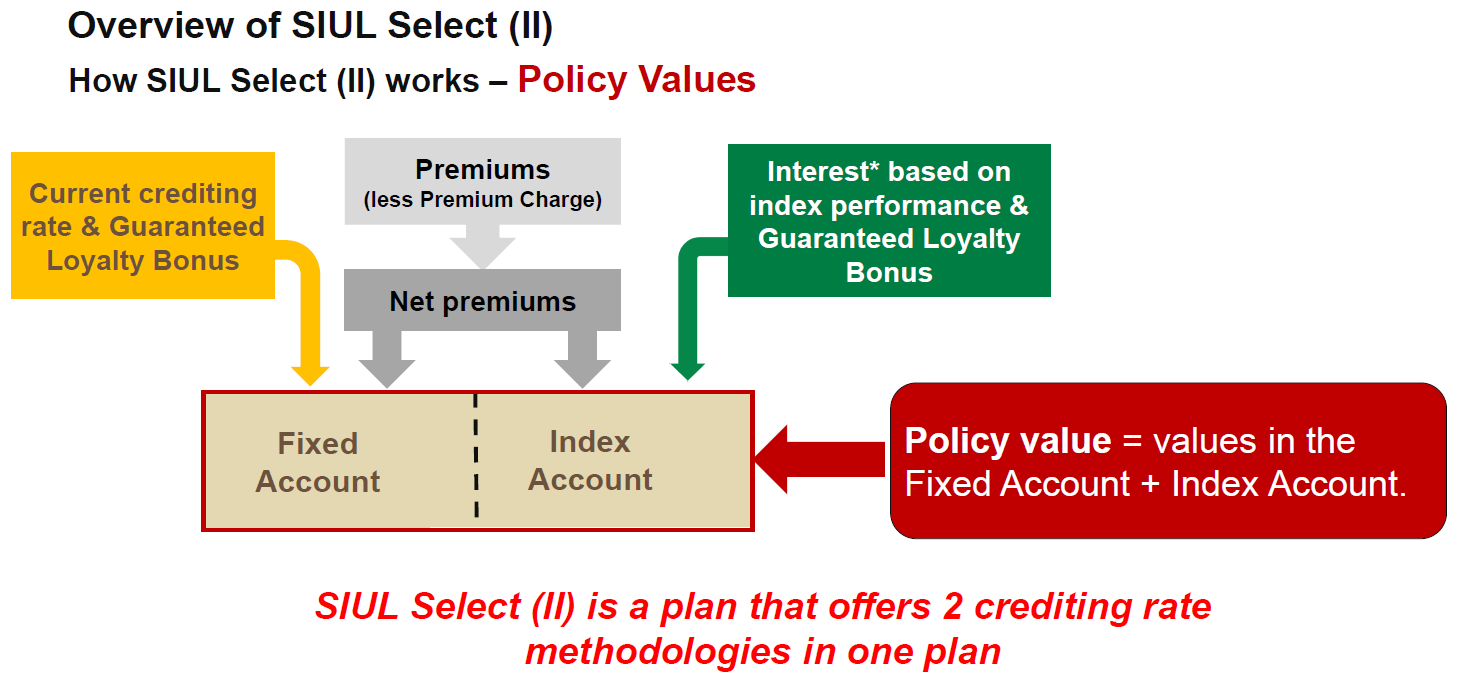 Overview of SIUL Select (II)
How SIUL Select (II) works – Policy Values
Current crediting
rate & Guaranteed
Loyalty Bonus
Premiums
(less Premium Charge)
Net premiums
Interest* based on
index performance &
Guaranteed Loyalty
Bonus
Fixed
Account
Index
Account
Policy value = values in the
Fixed Account + Index Account.
SIUL Select (II) is a plan that offers 2 crediting rate
methodologies in one plan